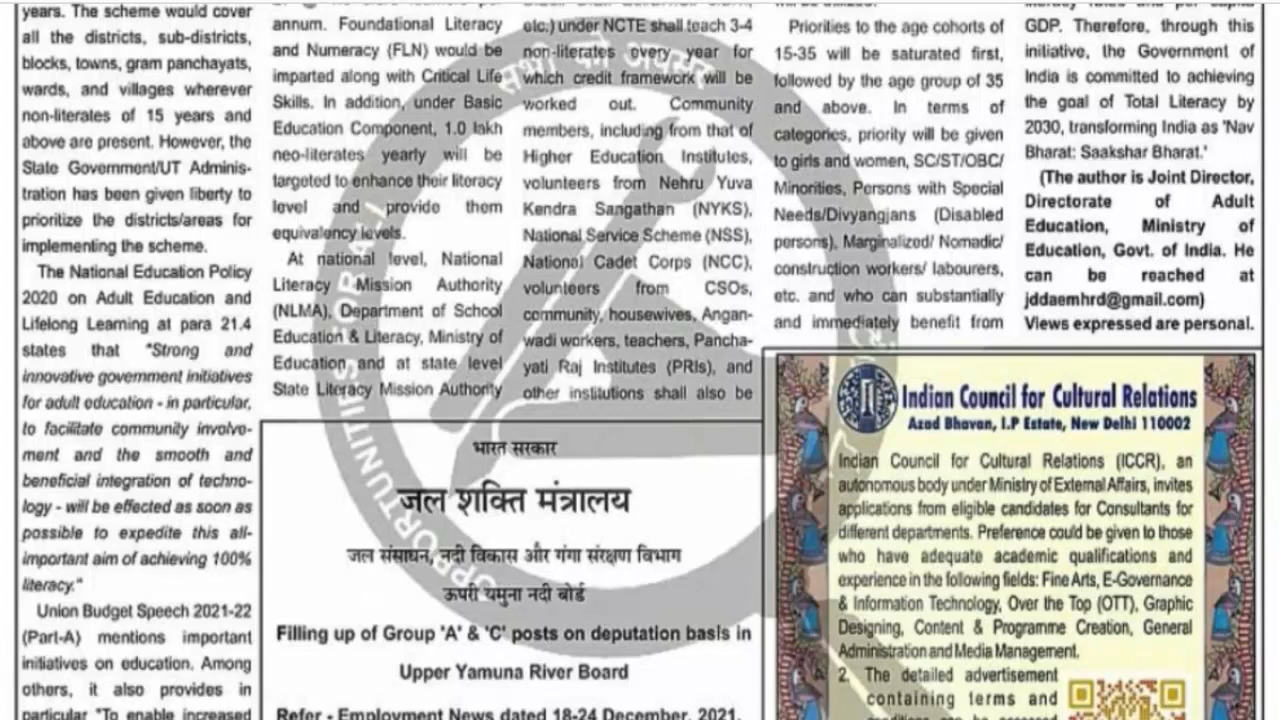 years. The scheme would cover
all the districts, sub-districts,
blocks, towns, gram panchayats,
wards, and villages wherever
non-literates of 15 years and
above are present. However, the
State Government/UT Adminis-
tration has been given liberty to
prioritize the districts/areas for
implementing the scheme.
The National Education Policy
2020 on Adult Education and
Lifelong Learning at para 21.4
states that "Strong and
innovative government initiatives
for adult education - in particular,
to facilitate community involve-
ment and the smooth and
beneficial integration of techno-
logy - will be effected as soon as
possible to expedite this all-
important aim of achieving 100%
literacy."
Union Budget Speech 2021-22
(Part-A) mentions important
initiatives on education. Among
others, it also provides in
particular "To enable increased
annum. Foundational Literacy
and Numeracy (FLN) would be
imparted along with Critical Life
Skills. In addition, under Basic
Education Component, 1.0 lakh
neo-literates yearly will be
targeted to enhance their literacy
level and provide them
equivalency levels.
At national level, National
Literacy Mission Authority
(NLMA), Department of School
Education & Literacy, Ministry of
Education and at state level
State Literacy Mission Authority
etc.) under NCTE shall teach 3-4
non-literates every year for
which credit framework will be
worked out. Community
members, including from that of
Higher Education Institutes,
volunteers from Nehru Yuva
Kendra Sangathan (NYKS),
National Service Scheme (NSS),
National Cadet Corps (NCC),
volunteers from CSOs,
community, housewives, Angan-
wadi workers, teachers, Pancha-
yati Raj Institutes (PRIs), and
other institutions shall also be
Priorities to the age cohorts of
15-35 will be saturated first,
followed by the age group of 35
and above. In terms of
categories, priority will be given
to girls and women, SC/ST/OBC/
Minorities, Persons with Special
Needs/Divyangjans (Disabled
persons), Marginalized/ Nomadic/
construction workers/ labourers,
etc. and who can substantially
and immediately benefit from
GDP. Therefore, through this
initiative, the Government of
India is committed to achieving
the goal of Total Literacy by
2030, transforming India as 'Nav
Bharat: Saakshar Bharat.'
(The author is Joint Director,
Directorate of Adult
Education, Ministry of
Education, Govt. of India. He
can be reached at
jddaemhrd@gmail.com)
Views expressed are personal.
भारत सरकार
जल शक्ति मंत्रालय
जल संसाधन, नदी विकास और गंगा संरक्षण विभाग
ऊपरी यमुना नदी बोर्ड
Filling up of Group 'A' & 'C' posts on deputation basis in
Upper Yamuna River Board
Refer - Employment News dated 18-24 December, 2021.
Indian Council for Cultural Relations
Azad Bhavan, I.P Estate, New Delhi 110002
Indian Council for Cultural Relations (ICCR), an
autonomous body under Ministry of External Affairs, invites
applications from eligible candidates for Consultants for
different departments. Preference could be given to those
who have adequate academic qualifications and
experience in the following fields: Fine Arts, E-Governance
& Information Technology, Over the Top (OTT), Graphic
Designing, Content & Programme Creation, General
Administration and Media Management.
2. The detailed advertisement
containing terms and
OPPORTUNITIES FOR ALL